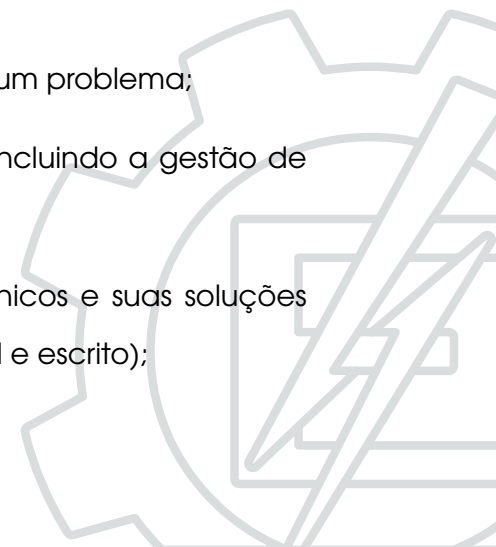 um problema;
ncluindo a gestão de
nicos e suas soluções
e escrito);